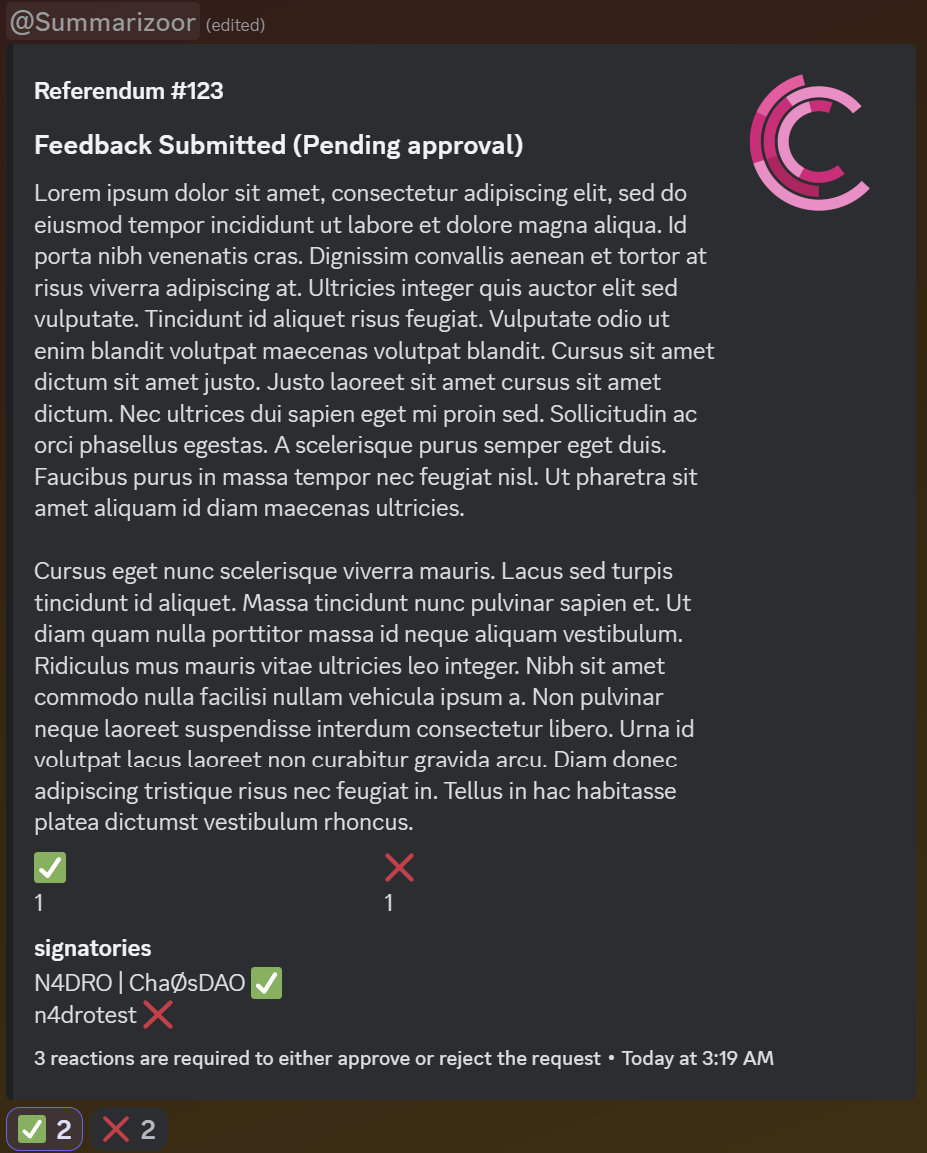 @Summarizoor (edited)
Referendum #123
Feedback Submitted (Pending approval)
Lorem ipsum dolor sit amet, consectetur adipiscing elit, sed do
eiusmod tempor incididunt ut labore et dolore magna aliqua. Id
porta nibh venenatis cras. Dignissim convallis aenean et tortor at
risus viverra adipiscing at. Ultricies integer quis auctor elit sed
vulputate. Tincidunt id aliquet risus feugiat. Vulputate odio ut
enim blandit volutpat maecenas volutpat blandit. Cursus sit amet
dictum sit amet justo. Justo laoreet sit amet cursus sit amet
dictum. Nec ultrices dui sapien eget mi proin sed. Sollicitudin ac
orci phasellus egestas. A scelerisque purus semper eget duis.
Faucibus purus in massa tempor nec feugiat nisl. Ut pharetra sit
amet aliquam id diam maecenas ultricies.
Cursus eget nunc scelerisque viverra mauris. Lacus sed turpis
tincidunt id aliquet. Massa tincidunt nunc pulvinar sapien et. Ut
diam quam nulla porttitor massa id neque aliquam vestibulum.
Ridiculus mus mauris vitae ultricies leo integer. Nibh sit amet
commodo nulla facilisi nullam vehicula ipsum a. Non pulvinar
neque laoreet suspendisse interdum consectetur libero. Urna id
volutpat lacus laoreet non curabitur gravida arcu. Diam donec
adipiscing tristique risus nec feugiat in. Tellus in hac habitasse
platea dictumst vestibulum rhoncus.
✅ ❌
1 1
signatories
N4DRO | ChaØsDAO ✅
n4drotest ❌
3 reactions are required to either approve or reject the request • Today at 3:19 AM
✅ 2 ❌ 2